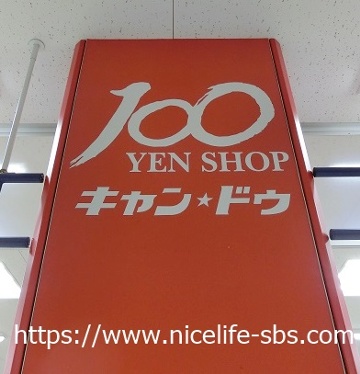 100
YEN SHOP
キャン★ドゥ
https://www.nicelife-sbs.com